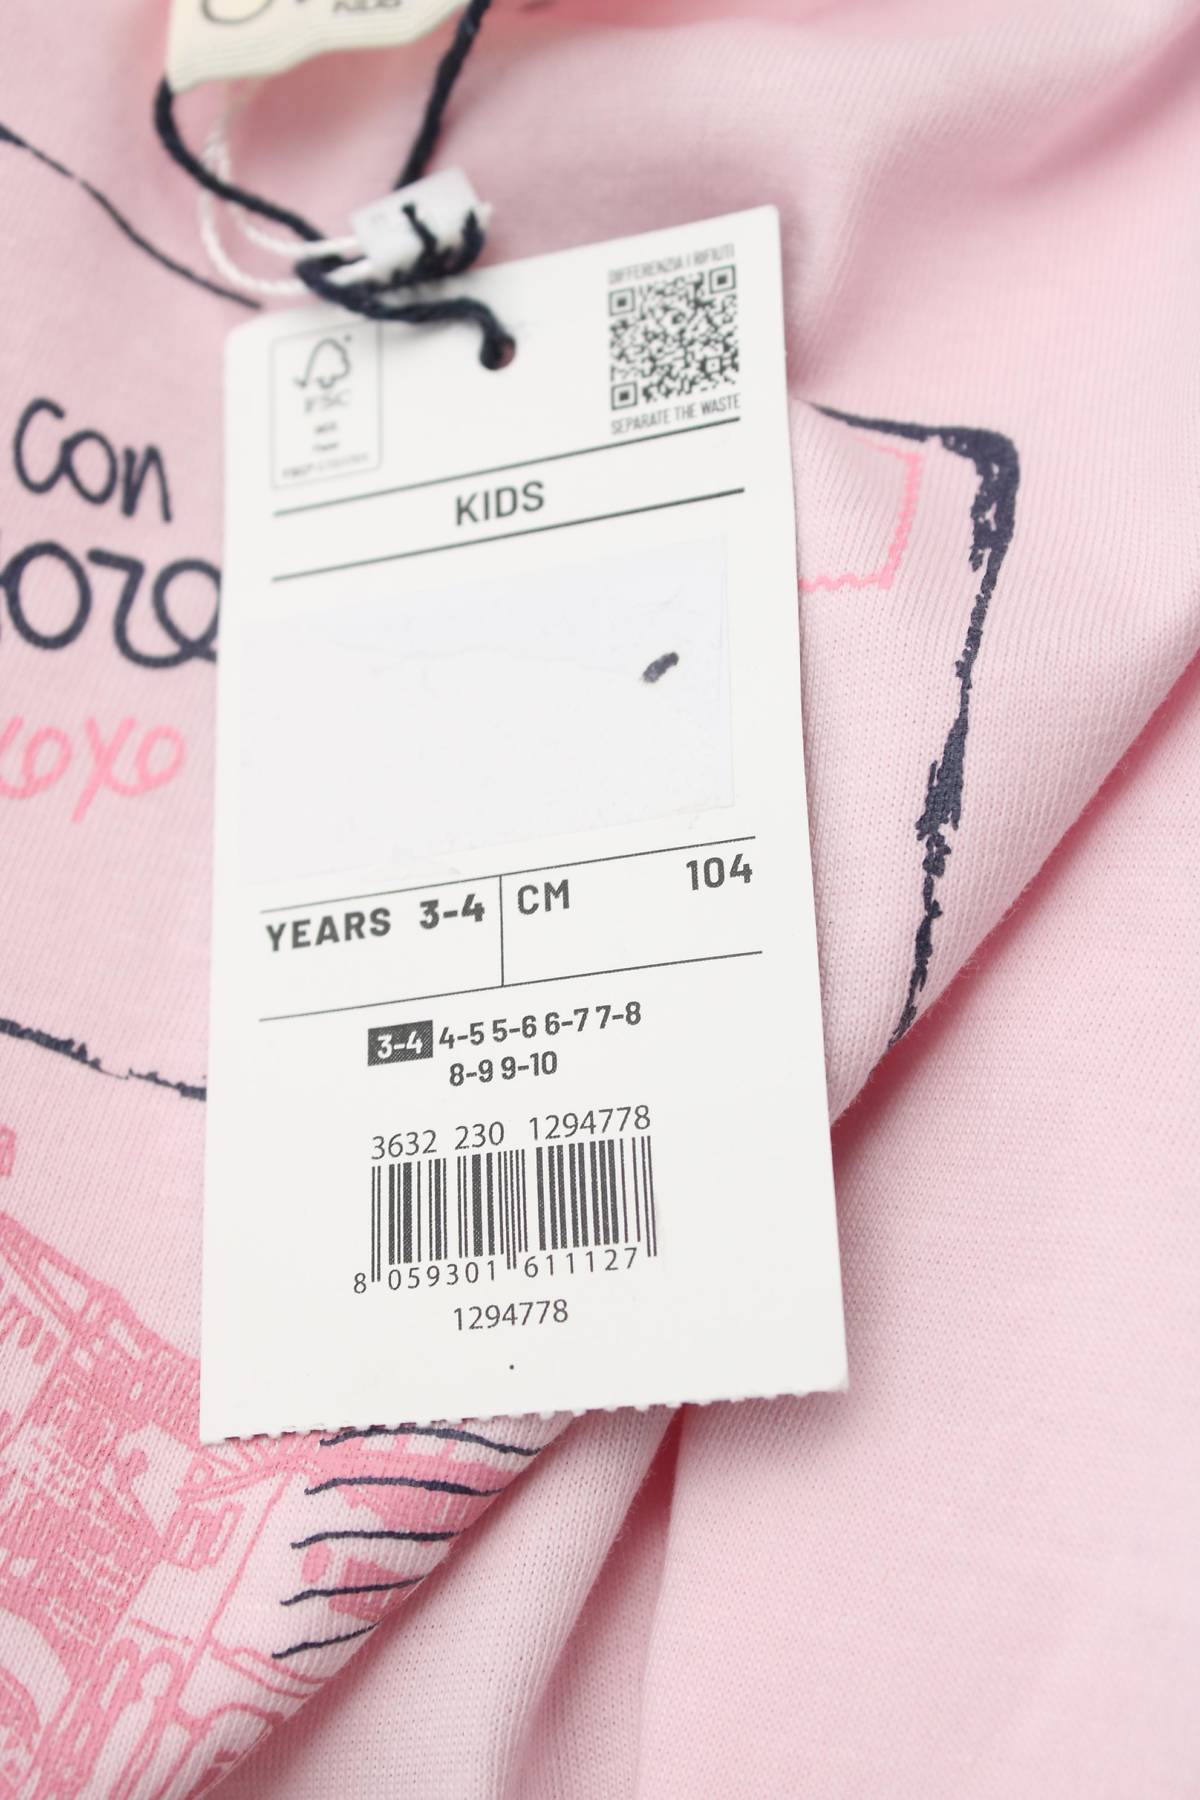 DIFFERENZIA I RIFIUTI
FSC
SEPARATE THE WASTE
KIDS
con
xoxo
YEARS 3-4 CM 104
3-4 4-5 5-6 6-7 7-8
8-9 9-10
3632 230 1294778
8 059301 611127
1294778